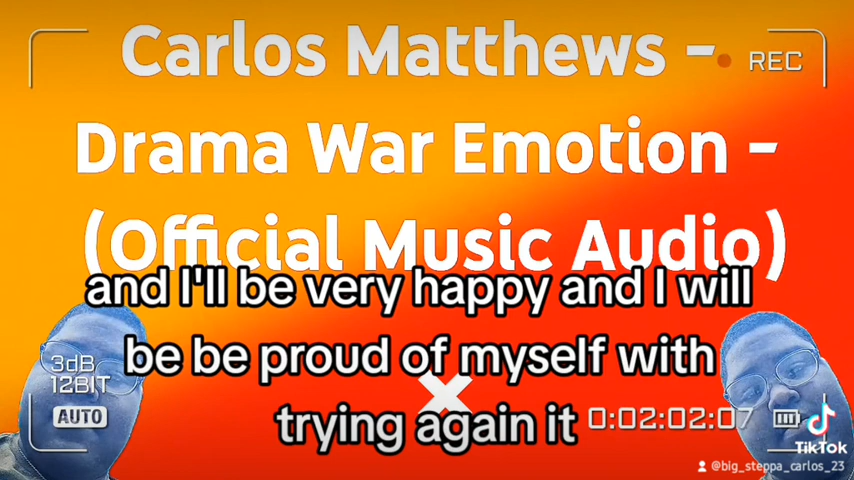 Carlos Matthews -
REC
Drama War Emotion -
(Official Music Audio)
and I'll be very happy and I will
be be proud of myself with
trying again it
3dB
12BIT
AUTO
0:02:02:07
TikTok
@big_steppa_carlos_23